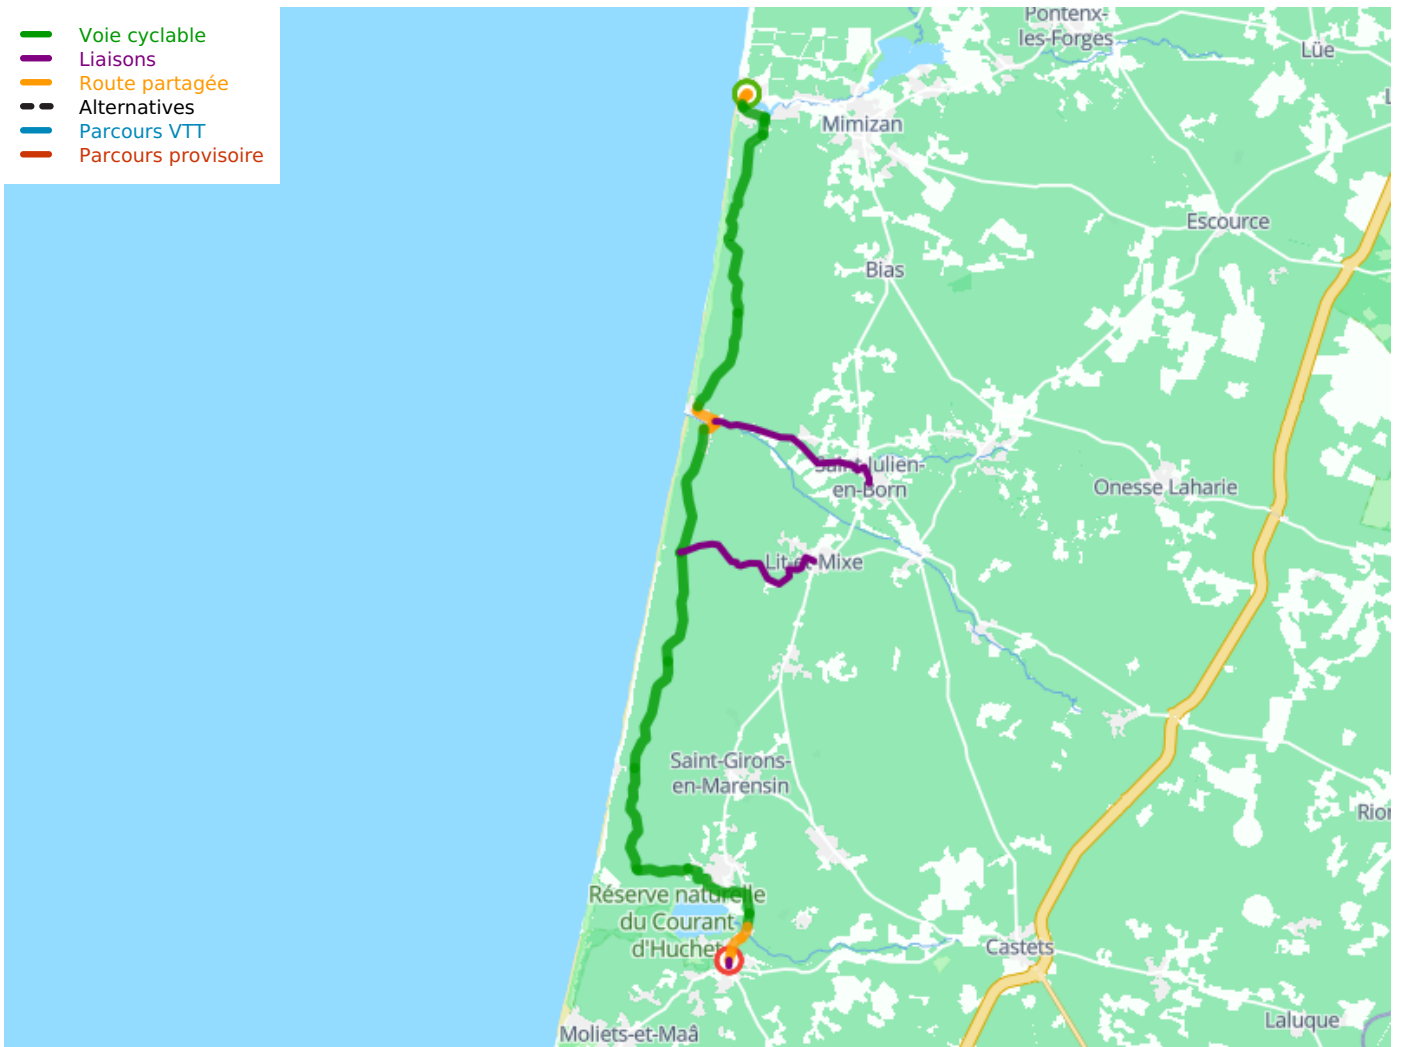 Voie cyclable
Liaisons
Route partagée
Alternatives
Parcours VTT
Parcours provisoire
Pontenx-
les-Forges
Lüe
Mimizan
Escource
Bias
Saint-Julien-
en-Born
Onesse Laharie
Lit-et-Mixe
Saint-Girons-
en-Marensin
Réserve naturelle
du Courant
d'Huchet
Castets
Laluque
Moliets-et-Maâ